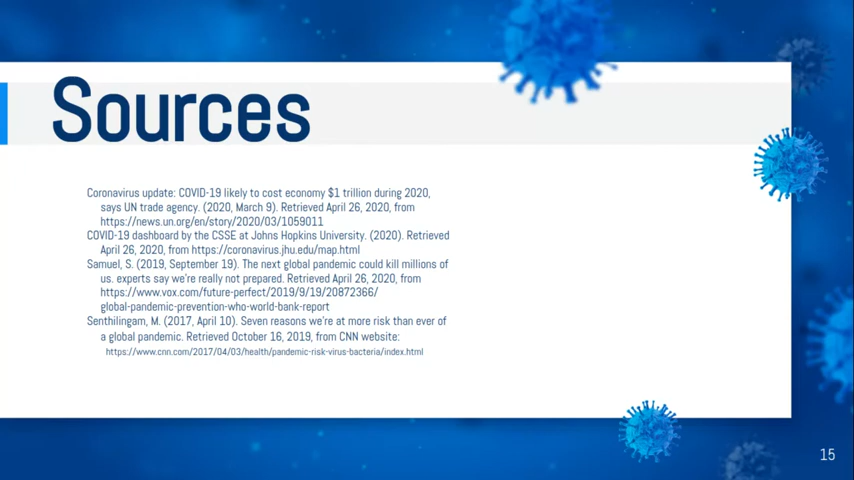 Sources
Coronavirus update: COVID-19 likely to cost economy $1 trillion during 2020,
says UN trade agency. (2020, March 9). Retrieved April 26, 2020, from
https://news.un.org/en/story/2020/03/1059011
COVID-19 dashboard by the CSSE at Johns Hopkins University. (2020). Retrieved
April 26, 2020, from https://coronavirus.jhu.edu/map.html
Samuel, S. (2019, September 19). The next global pandemic could kill millions of
us. experts say we're really not prepared. Retrieved April 26, 2020, from
https://www.vox.com/future-perfect/2019/9/19/20872366/
global-pandemic-prevention-who-world-bank-report
Senthilingam, M. (2017, April 10). Seven reasons we're at more risk than ever of
a global pandemic. Retrieved October 16, 2019, from CNN website:
https://www.cnn.com/2017/04/03/health/pandemic-risk-virus-bacteria/index.html
15